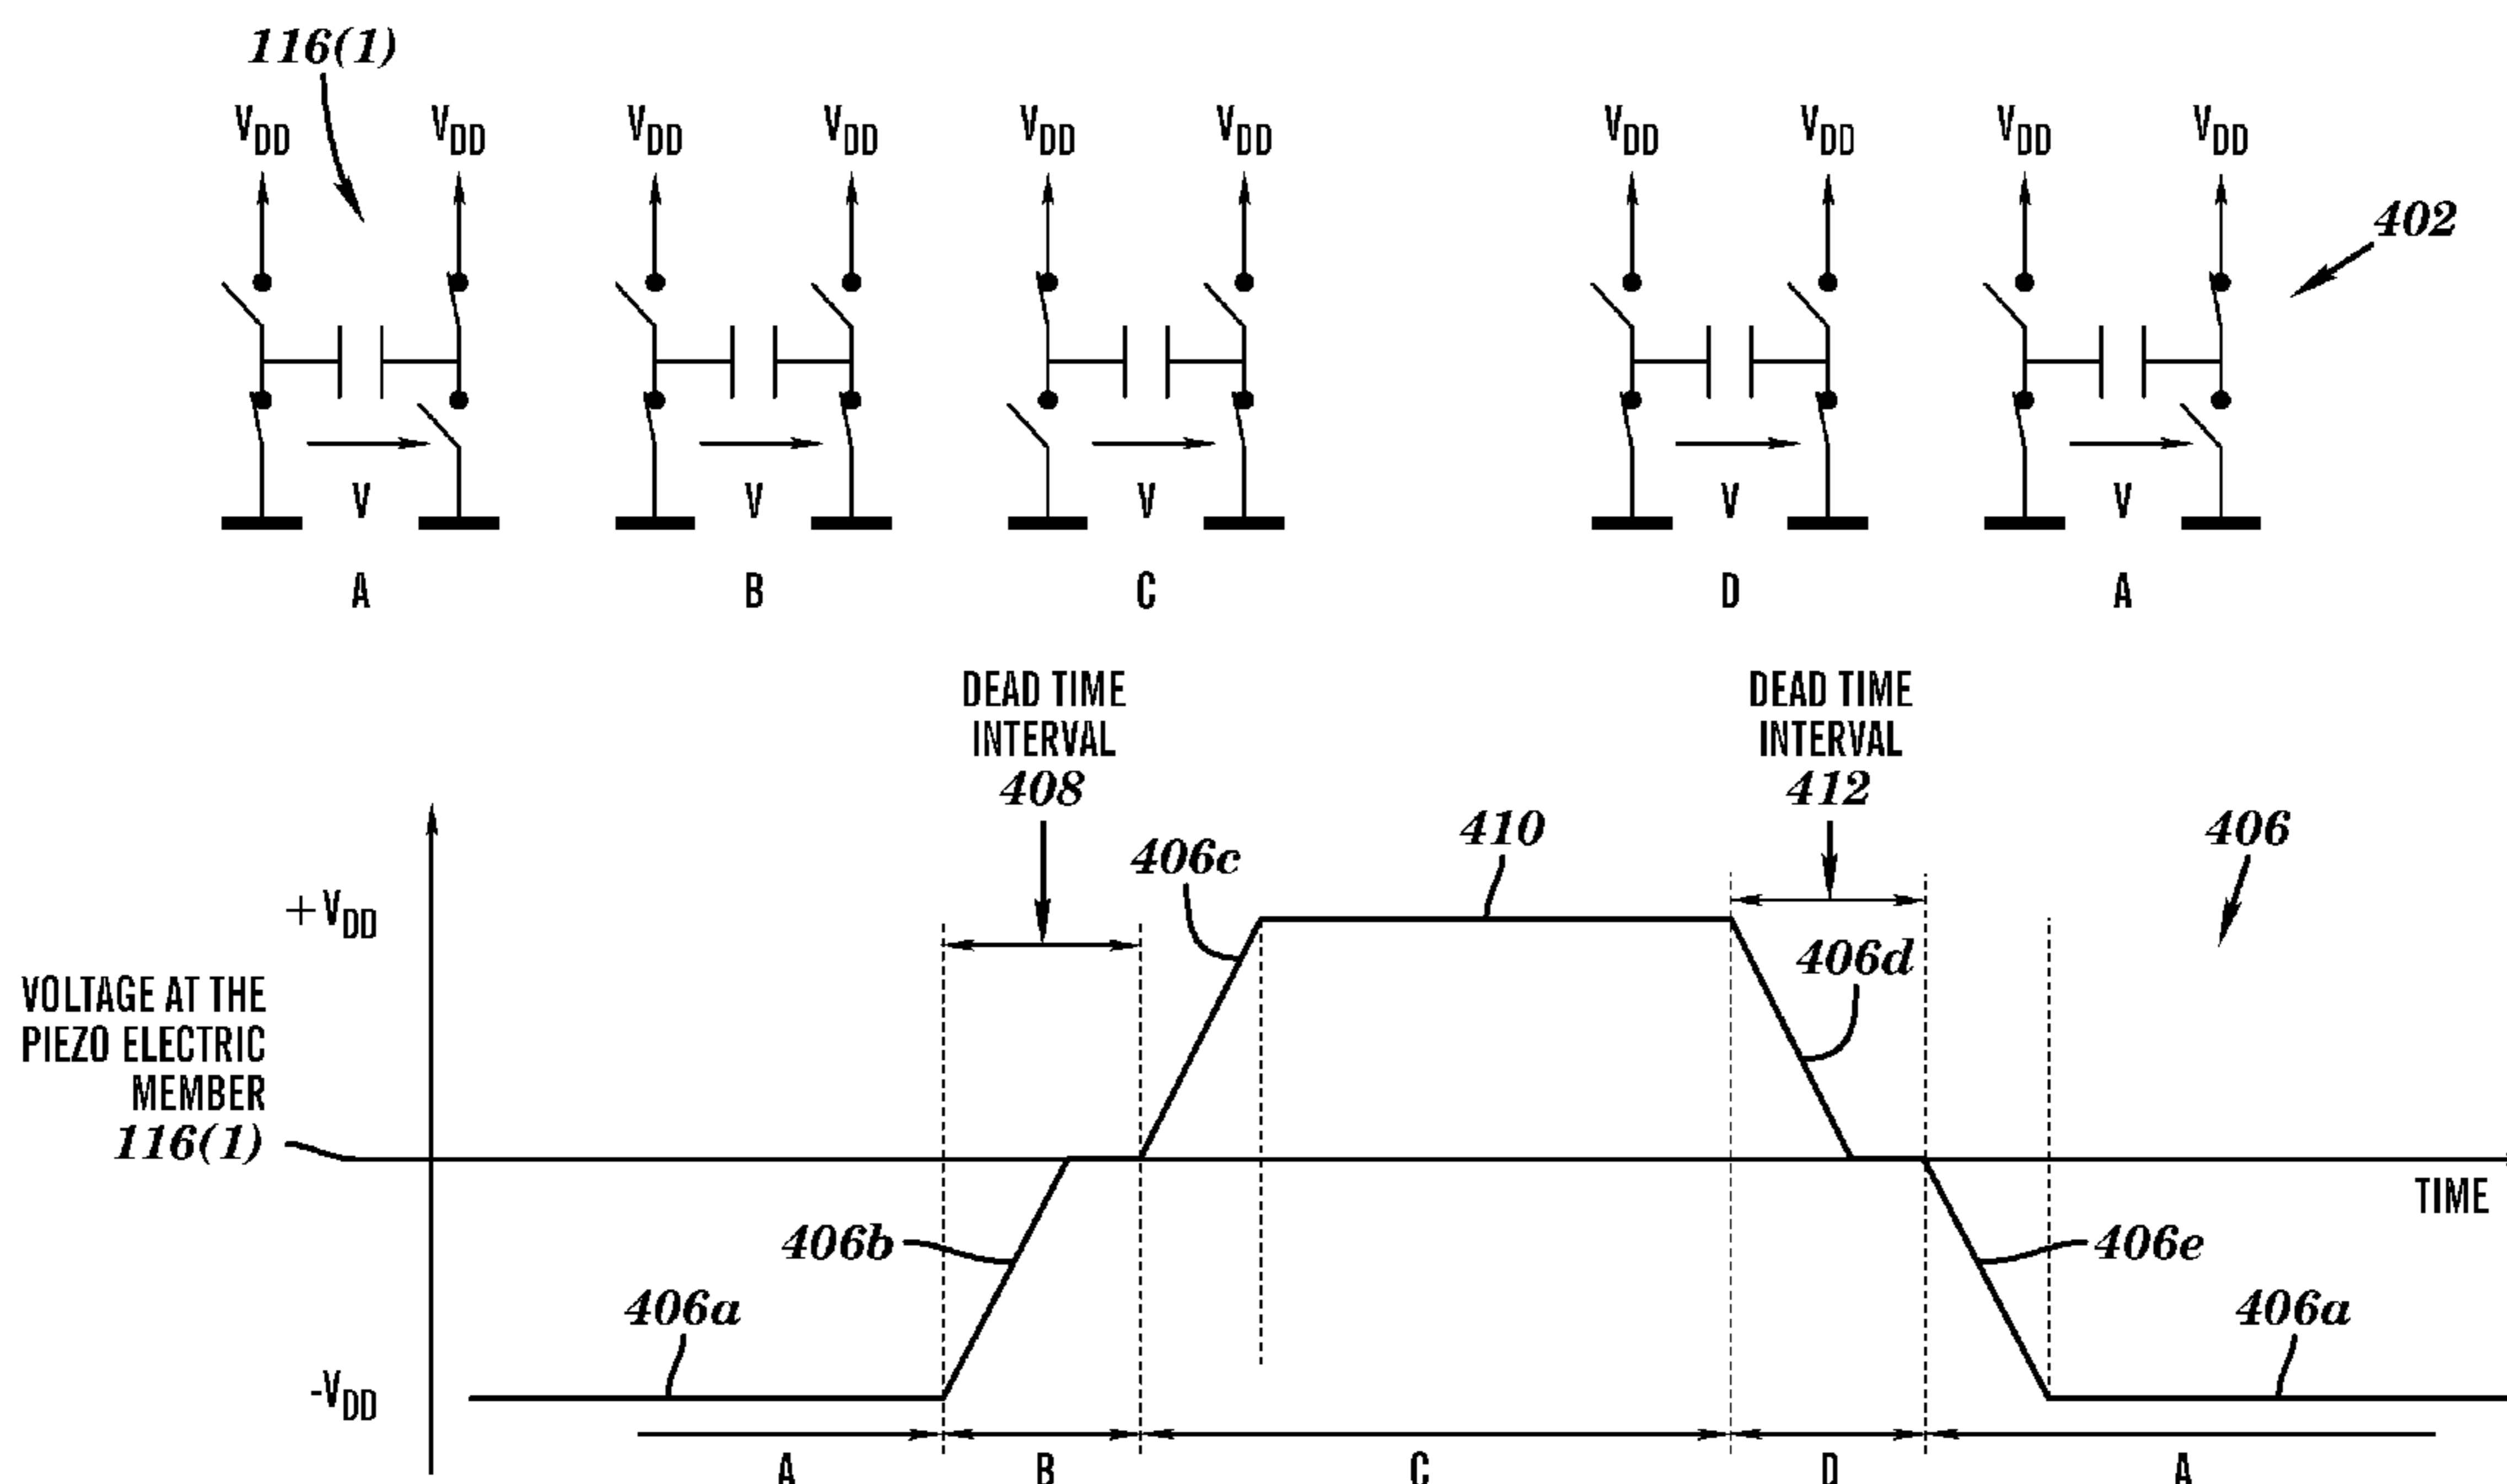 116(1)
VDD VDD VDD VDD VDD VDD VDD VDD VDD VDD
402
V V V V V
A B C D A
DEAD TIME
INTERVAL
408
DEAD TIME
INTERVAL
412
406c
410
406
+VDD
406d
VOLTAGE AT THE
PIEZO ELECTRIC
MEMBER
116(1)
TIME
406b
406e
406a
406a
-VDD
A B C D A